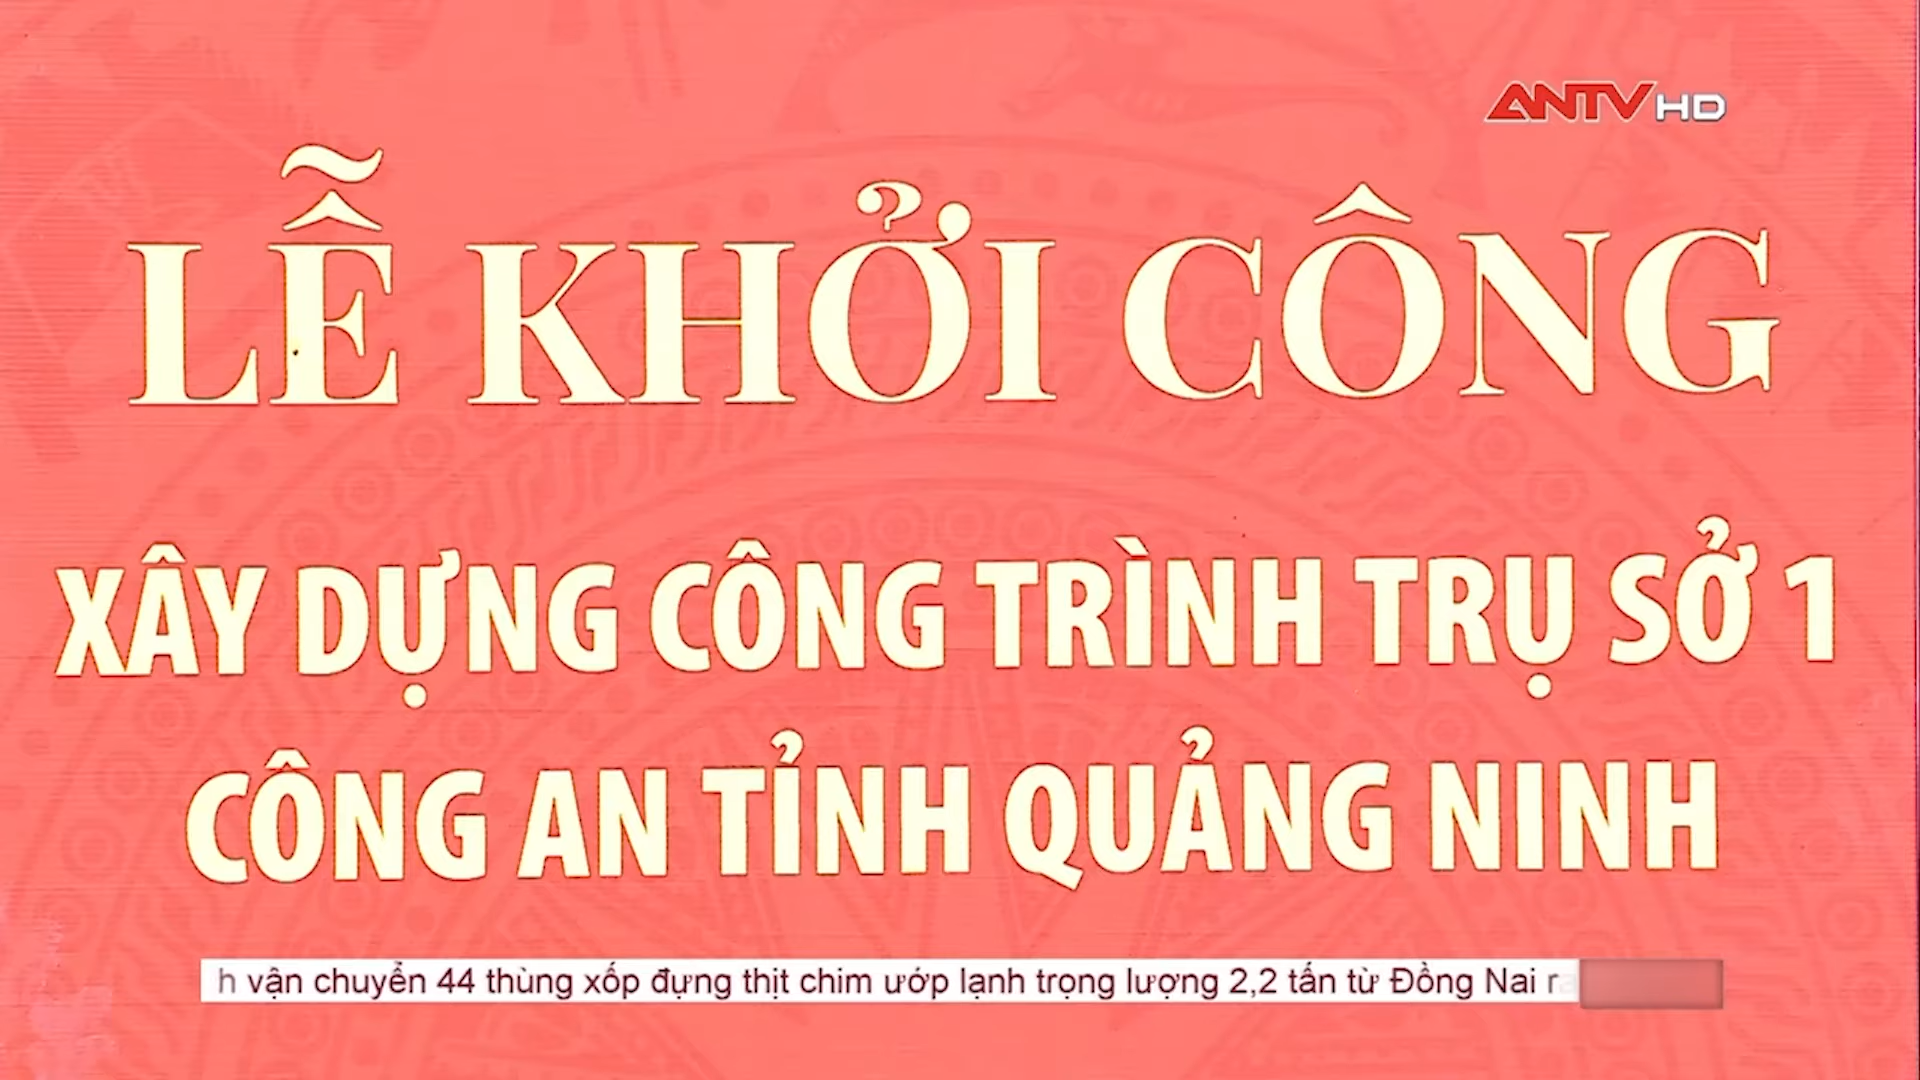 ANTV HD
LỄ KHỞI CÔNG
XÂY DỰNG CÔNG TRÌNH TRỤ SỞ 1
CÔNG AN TỈNH QUẢNG NINH
h vận chuyển 44 thùng xốp đựng thịt chim ướp lạnh trọng lượng 2,2 tấn từ Đồng Nai ra